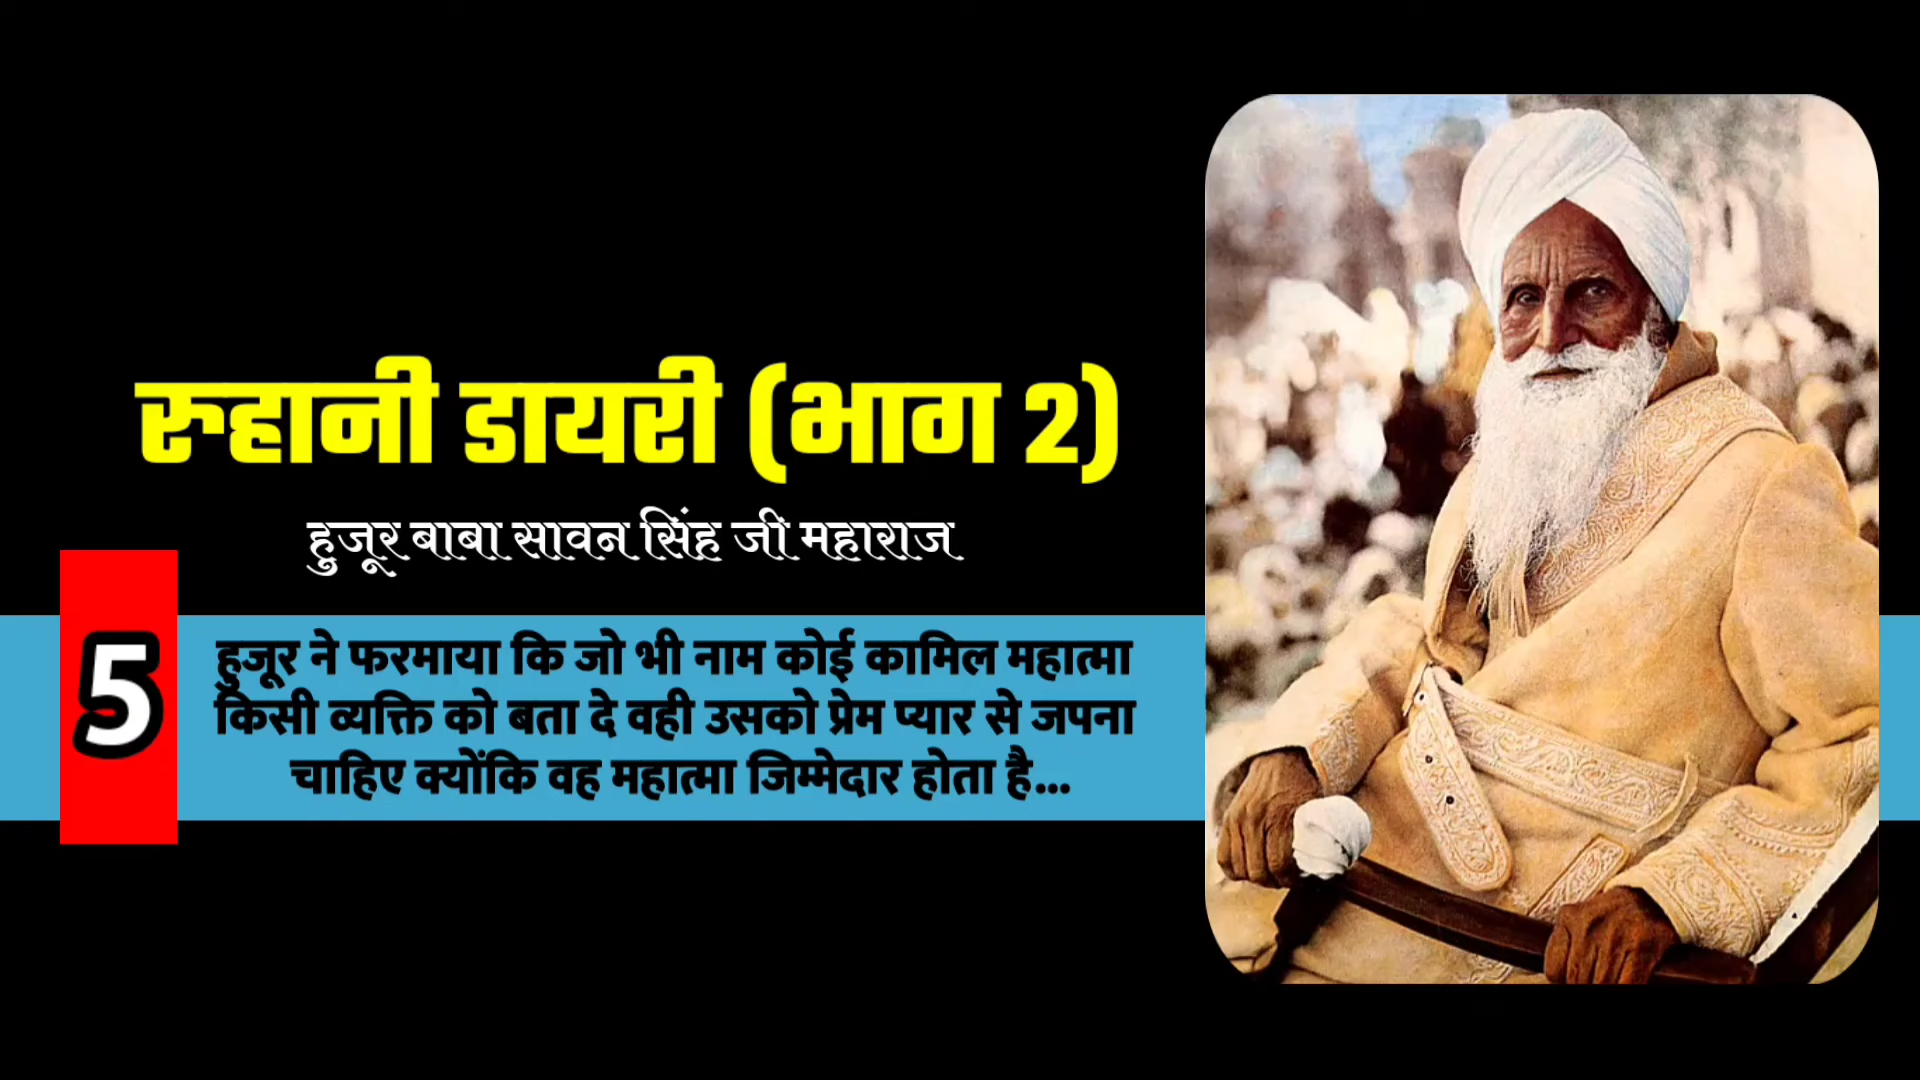 रुहानी डायरी (भाग 2)
हुजूर बाबा सावन सिंह जी महाराज
5
हुजूर ने फरमाया कि जो भी नाम कोई कामिल महात्मा
किसी व्यक्ति को बता दे वही उसको प्रेम प्यार से जपना
चाहिए क्योंकि वह महात्मा जिम्मेदार होता है...